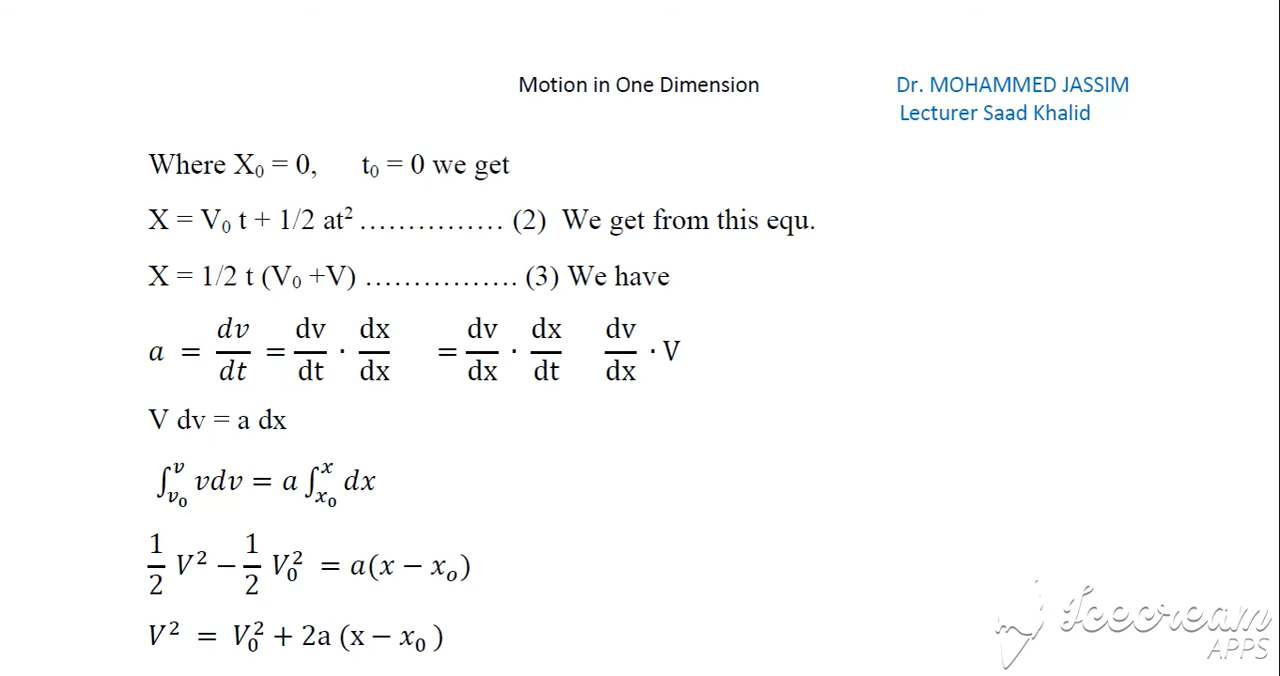 Motion in One Dimension Dr. MOHAMMED JASSIM
Lecturer Saad Khalid
Where X₀ = 0, t₀ = 0 we get
X = V₀ t + 1/2 at² …………… (2) We get from this equ.
X = 1/2 t (V₀ +V) ……………. (3) We have
a = dv/dt = dv/dt · dx/dx = dv/dx · dx/dt dv/dx · V
V dv = a dx
∫_{v₀}^{v} vdv = a ∫_{x₀}^{x} dx
1/2 V² − 1/2 V₀² = a(x − xₒ)
V² = V₀² + 2a (x − x₀ )
Icecream
APPS